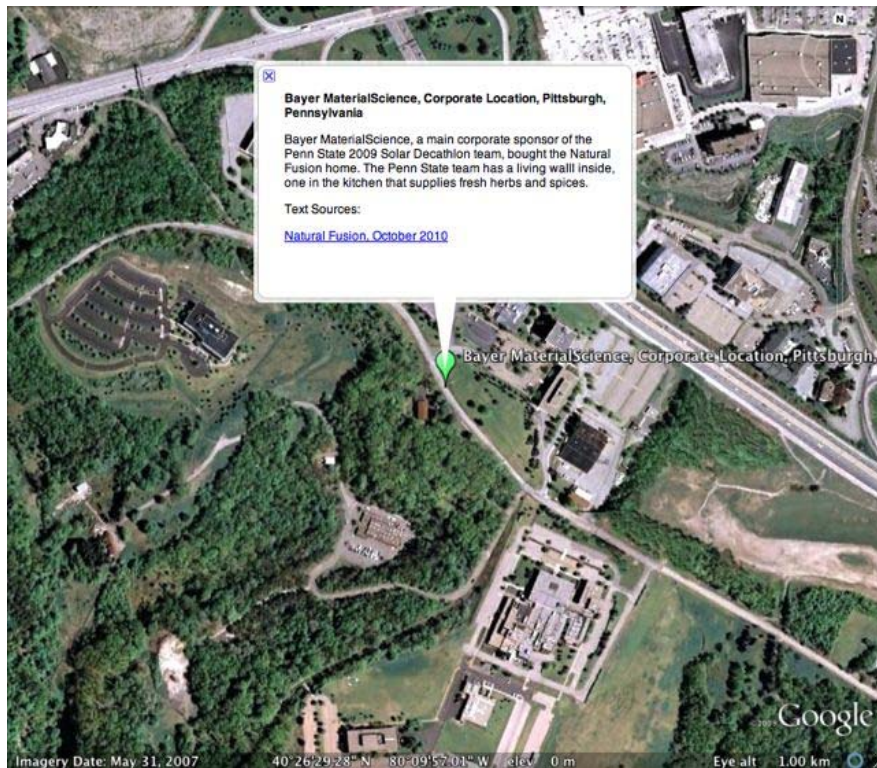 N
Bayer MaterialScience, Corporate Location, Pittsburgh,
Pennsylvania
Bayer MaterialScience, a main corporate sponsor of the
Penn State 2009 Solar Decathlon team, bought the Natural
Fusion home. The Penn State team has a living walll inside,
one in the kitchen that supplies fresh herbs and spices.
Text Sources:
Natural Fusion, October 2010
Bayer MaterialScience, Corporate Location, Pittsburgh,
Google
Imagery Date: May 31, 2007 40°26'29.28" N 80°09'57.01" W elev 0 m Eye alt 1.00 km